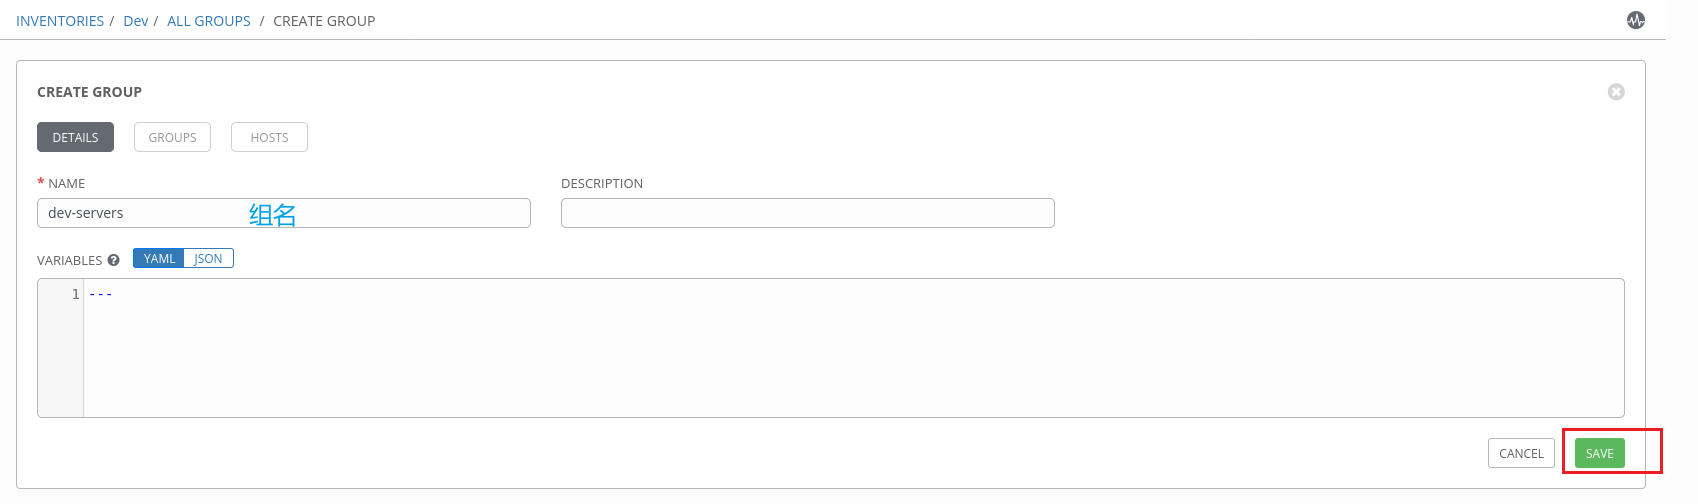 INVENTORIES / Dev / ALL GROUPS / CREATE GROUP
CREATE GROUP
DETAILS GROUPS HOSTS
* NAME DESCRIPTION
dev-servers 组名
VARIABLES ? YAML JSON
1 ---
CANCEL SAVE